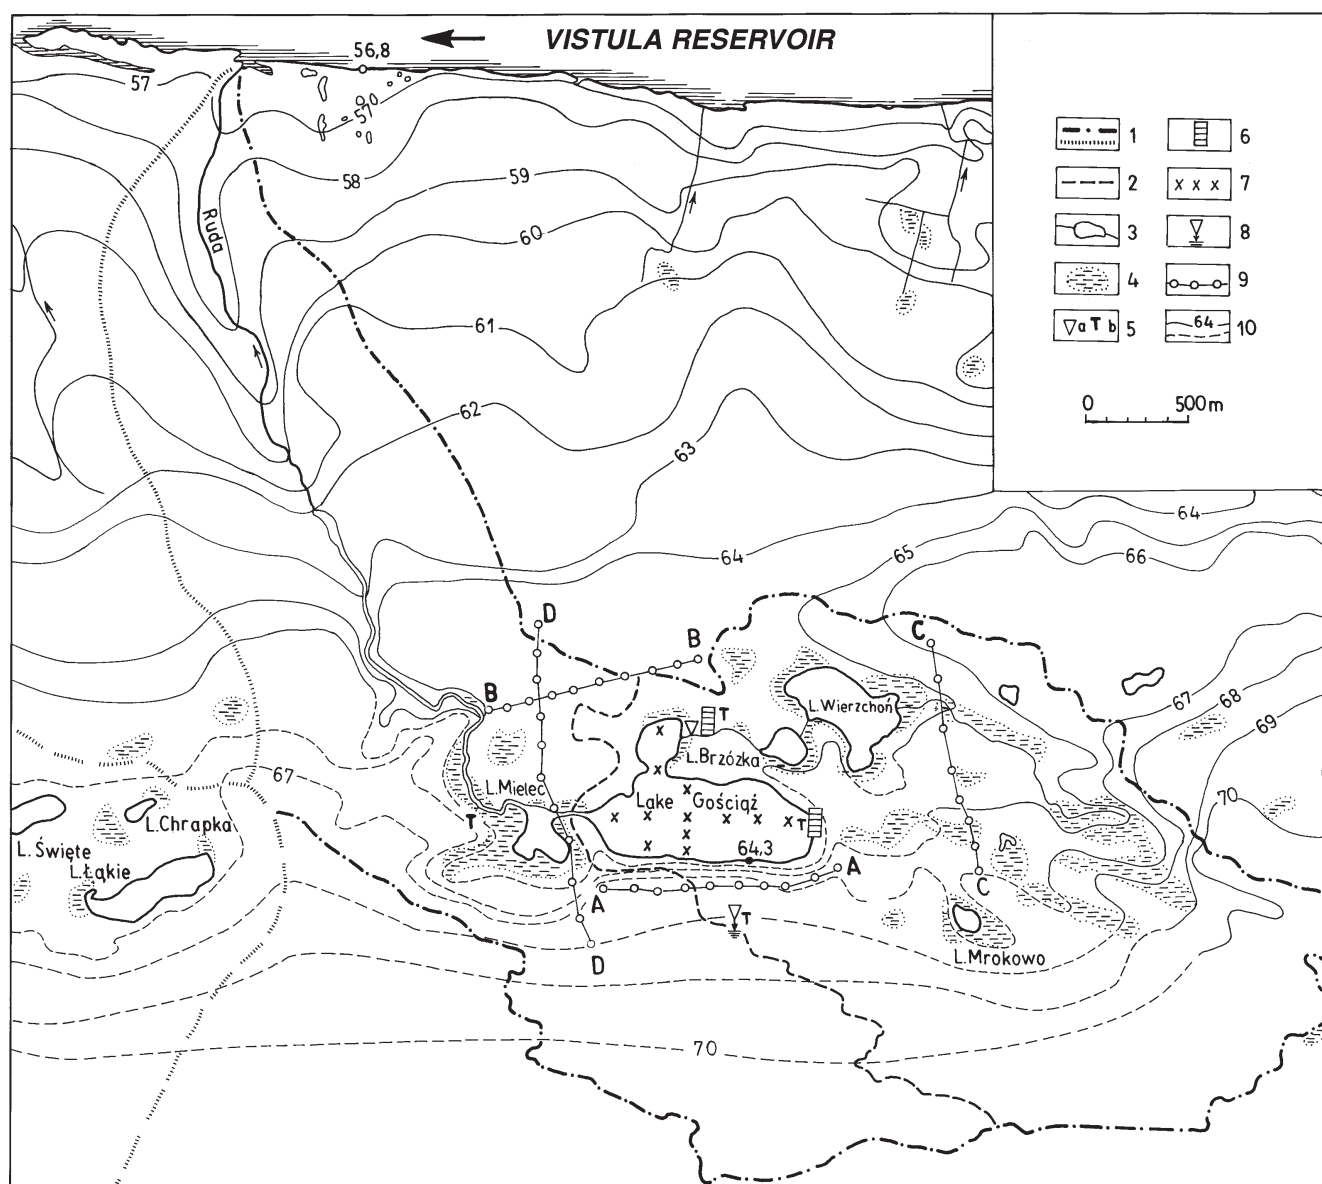 VISTULA RESERVOIR
56,8
57
57
58
59
60
61
62
63
64
64
65
66
67
68
69
70
Ruda
1
2
3
4
a T b 5
6
x x x 7
8
9
64 10
0 500m
D
B
B
C
T
L.Wierzchoń
L.Brzózka
67
L.Mielec
Lake Gościąż
T
T
L.Chrapka
L. Święte
L.Łąkie
64,3
A
A
C
T
D
L.Mrokowo
70